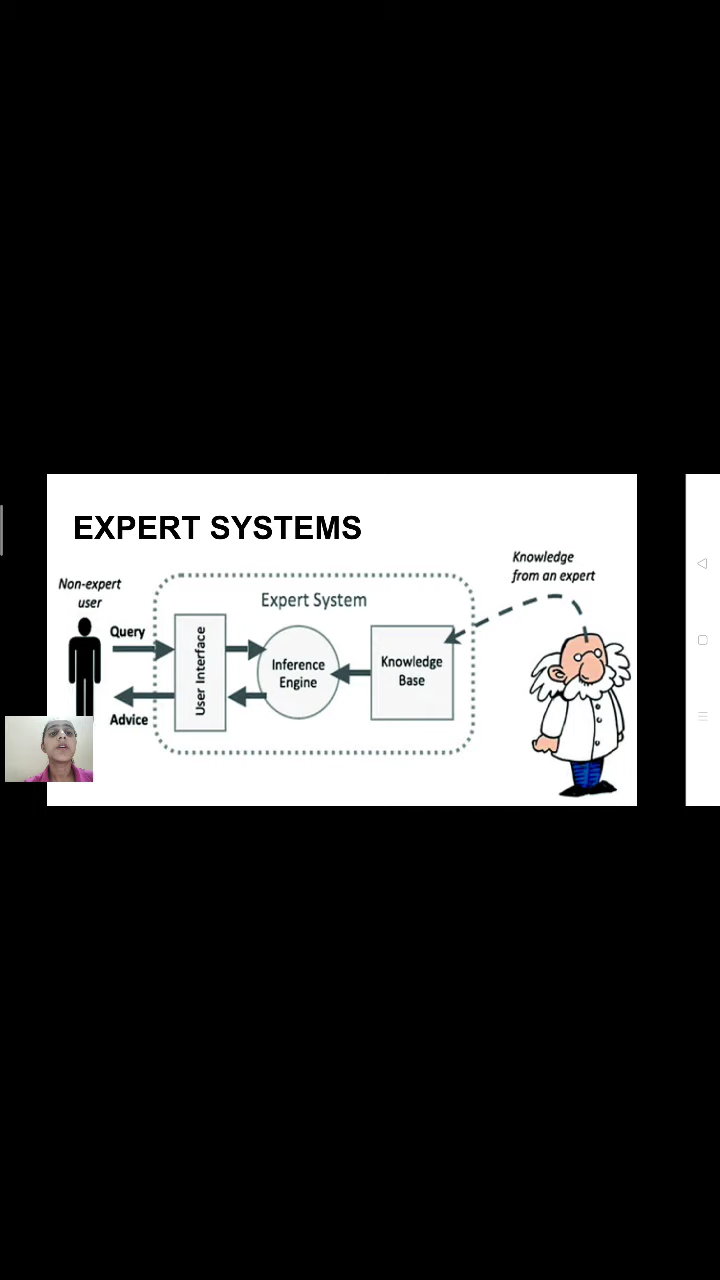 EXPERT SYSTEMS
Knowledge
from an expert
Non-expert
user
Expert System
Query
User Interface
Inference
Engine
Knowledge
Base
Advice